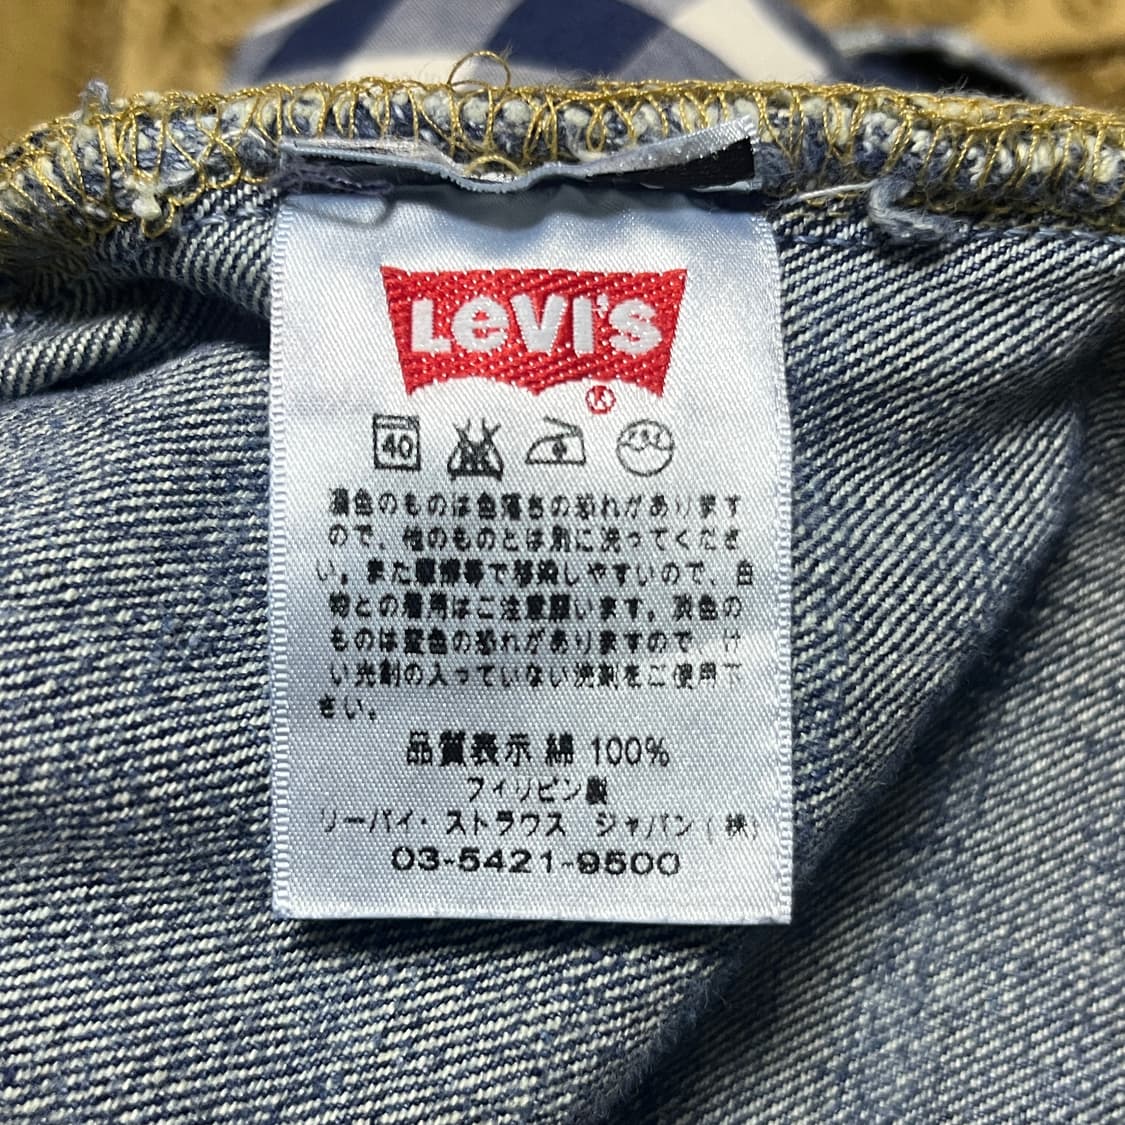 LEVI'S
®
40
濃色のものは色落ちの恐れがあります
ので、他のものとは別に洗ってくださ
い。また摩擦等で移染しやすいので、白
物との着用はご注意願います。淡色の
ものは変色の恐れがありますので、け
い光剤の入っていない洗剤をご使用下
さい。
品質表示 綿 100%
フィリピン製
リーバイ・ストラウス ジャパン(株)
03-5421-9500